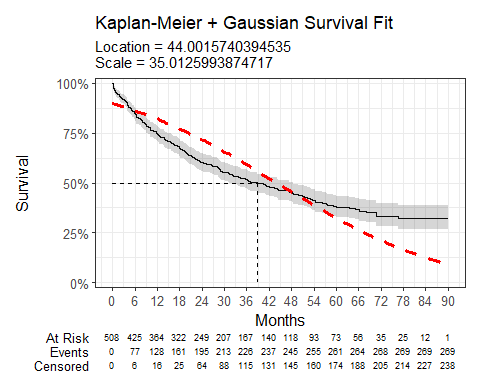 Kaplan-Meier + Gaussian Survival Fit
Location = 44.0015740394535
Scale = 35.0125993874717
100%
75%
50%
25%
0%
Survival
0 6 12 18 24 30 36 42 48 54 60 66 72 78 84 90
Months
At Risk 508 425 364 322 249 207 167 140 118 93 73 56 35 25 12 1
Events 0 77 128 161 195 213 226 237 245 255 261 264 268 269 269 269
Censored 0 6 16 25 64 88 115 131 145 160 174 188 205 214 227 238